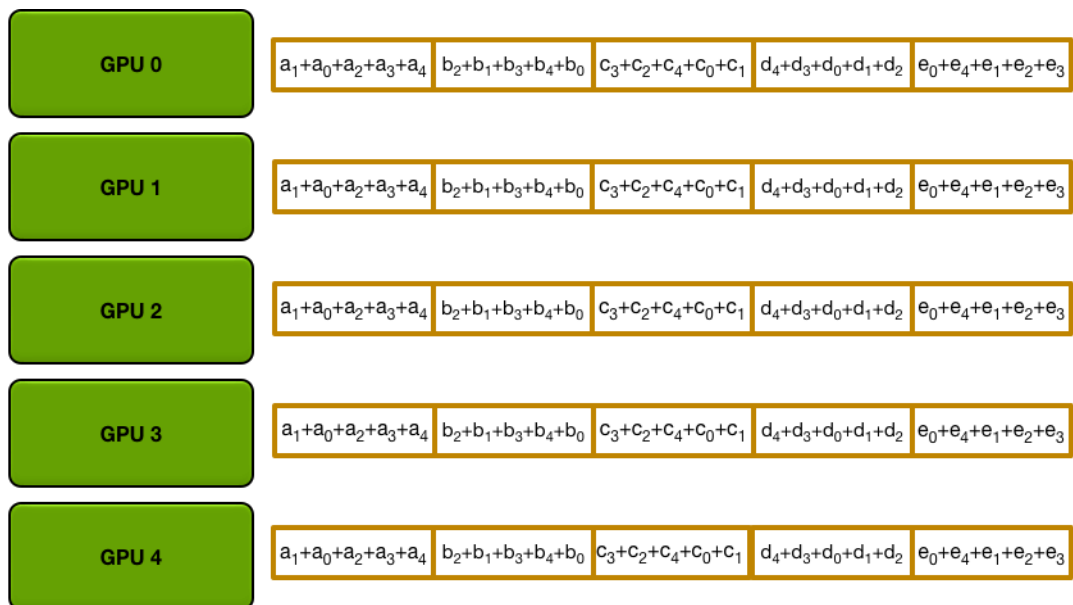 GPU 0 a₁+a₀+a₂+a₃+a₄ b₂+b₁+b₃+b₄+b₀ c₃+c₂+c₄+c₀+c₁ d₄+d₃+d₀+d₁+d₂ e₀+e₄+e₁+e₂+e₃
GPU 1 a₁+a₀+a₂+a₃+a₄ b₂+b₁+b₃+b₄+b₀ c₃+c₂+c₄+c₀+c₁ d₄+d₃+d₀+d₁+d₂ e₀+e₄+e₁+e₂+e₃
GPU 2 a₁+a₀+a₂+a₃+a₄ b₂+b₁+b₃+b₄+b₀ c₃+c₂+c₄+c₀+c₁ d₄+d₃+d₀+d₁+d₂ e₀+e₄+e₁+e₂+e₃
GPU 3 a₁+a₀+a₂+a₃+a₄ b₂+b₁+b₃+b₄+b₀ c₃+c₂+c₄+c₀+c₁ d₄+d₃+d₀+d₁+d₂ e₀+e₄+e₁+e₂+e₃
GPU 4 a₁+a₀+a₂+a₃+a₄ b₂+b₁+b₃+b₄+b₀ c₃+c₂+c₄+c₀+c₁ d₄+d₃+d₀+d₁+d₂ e₀+e₄+e₁+e₂+e₃